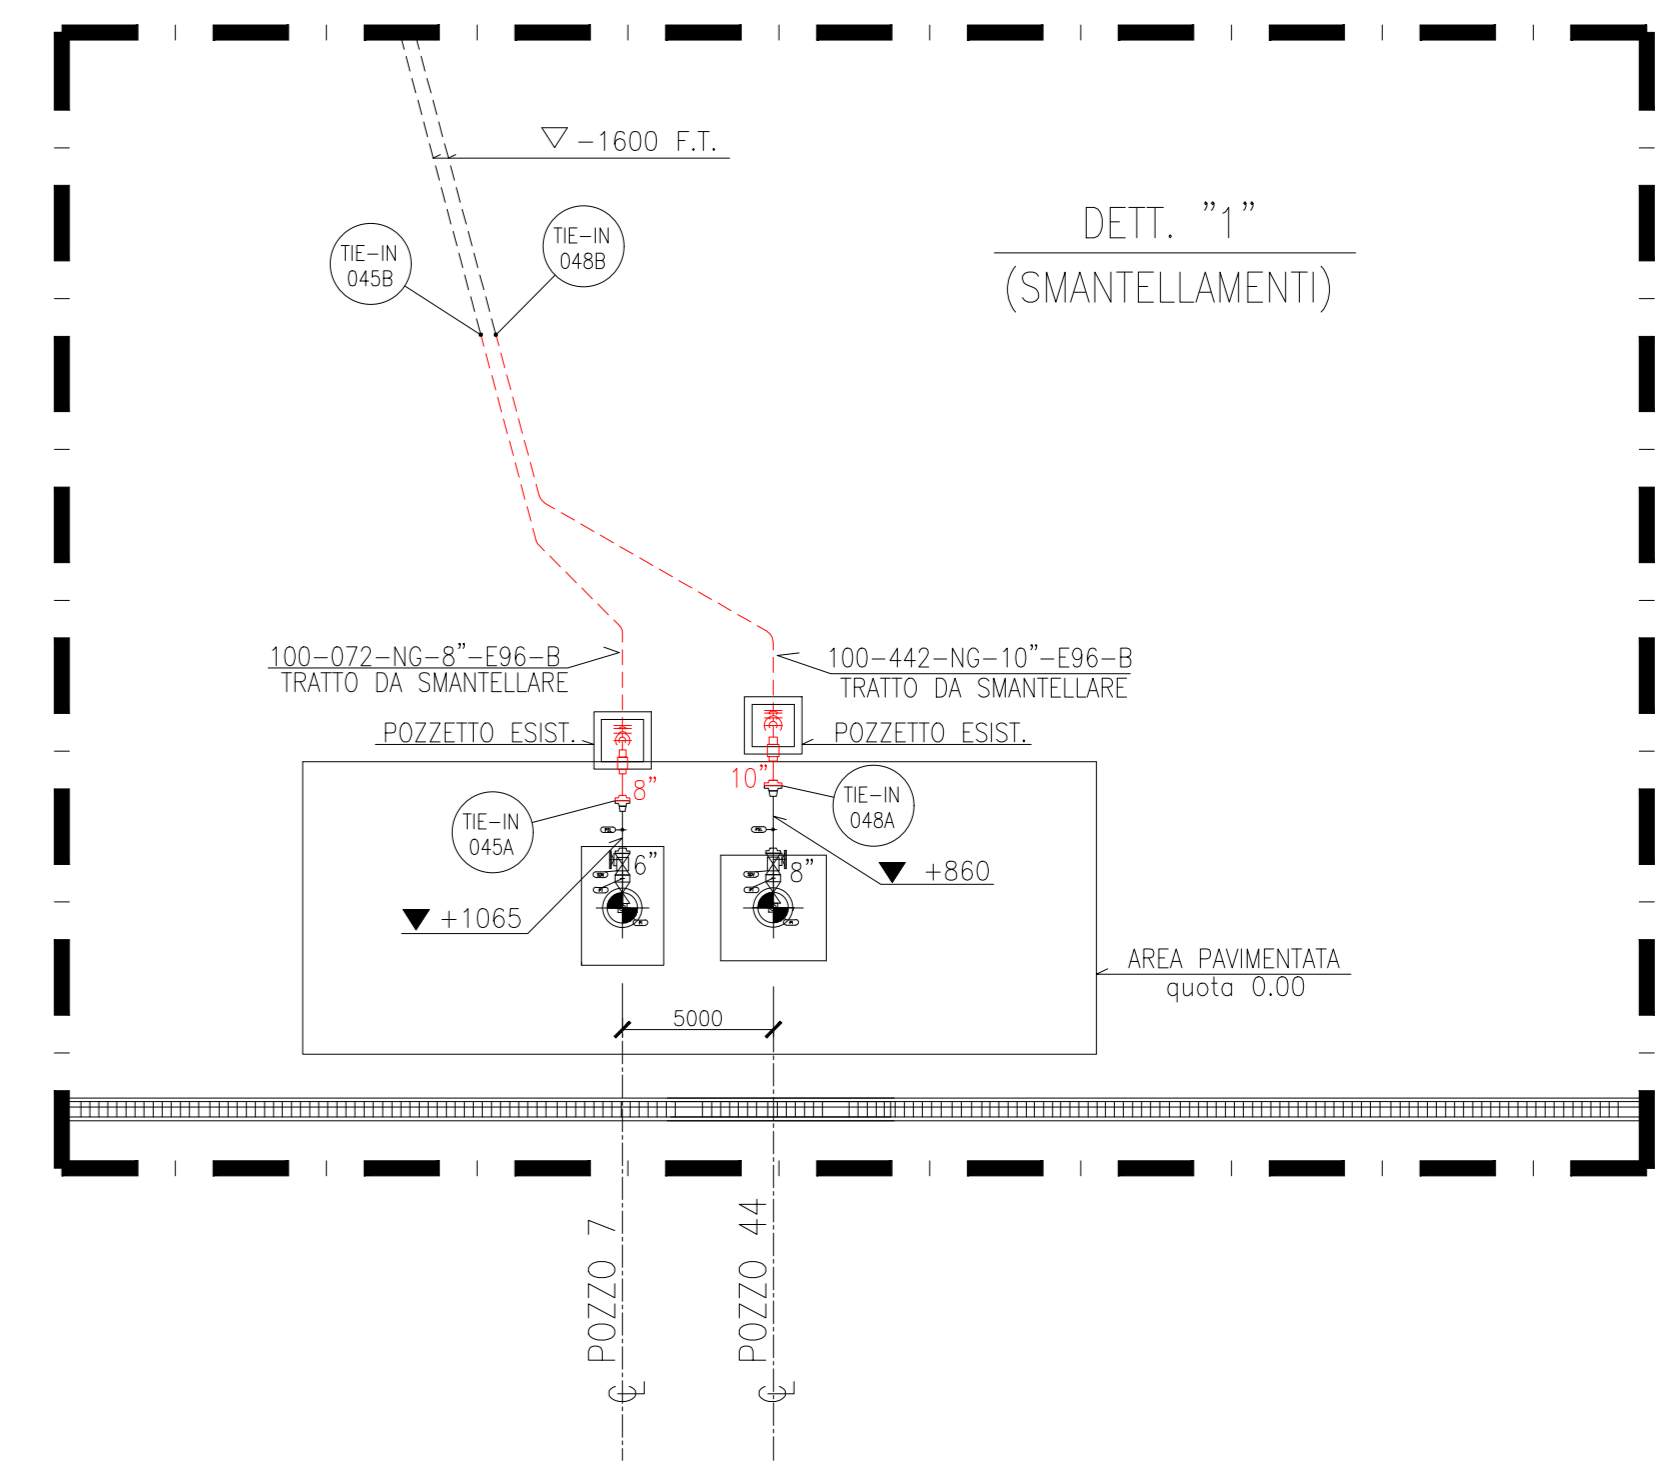 ▽ -1600 F.T.
DETT. "1"
(SMANTELLAMENTI)
TIE-IN
045B
TIE-IN
048B
100-072-NG-8"-E96-B
TRATTO DA SMANTELLARE
100-442-NG-10"-E96-B
TRATTO DA SMANTELLARE
POZZETTO ESIST.
POZZETTO ESIST.
8"
10"
TIE-IN
045A
TIE-IN
048A
6"
8"
▼ +1065
▼ +860
AREA PAVIMENTATA
quota 0.00
5000
POZZO 7
POZZO 44